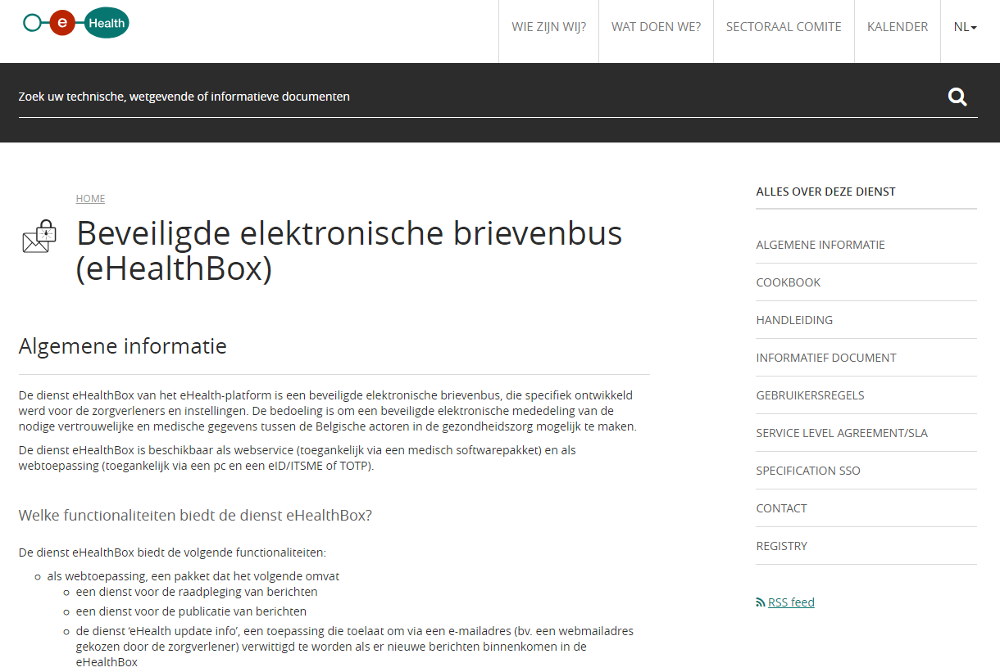 e Health
WIE ZIJN WIJ?
WAT DOEN WE?
SECTORAAL COMITE
KALENDER
NL
Zoek uw technische, wetgevende of informatieve documenten
HOME
Beveiligde elektronische brievenbus
(eHealthBox)
Algemene informatie
De dienst eHealthBox van het eHealth-platform is een beveiligde elektronische brievenbus, die specifiek ontwikkeld
werd voor de zorgverleners en instellingen. De bedoeling is om een beveiligde elektronische mededeling van de
nodige vertrouwelijke en medische gegevens tussen de Belgische actoren in de gezondheidszorg mogelijk te maken.
De dienst eHealthBox is beschikbaar als webservice (toegankelijk via een medisch softwarepakket) en als
webtoepassing (toegankelijk via een pc en een eID/ITSME of TOTP).
Welke functionaliteiten biedt de dienst eHealthBox?
De dienst eHealthBox biedt de volgende functionaliteiten:
als webtoepassing, een pakket dat het volgende omvat
een dienst voor de raadpleging van berichten
een dienst voor de publicatie van berichten
de dienst ‘eHealth update info’, een toepassing die toelaat om via een e-mailadres (bv. een webmailadres
gekozen door de zorgverlener) verwittigd te worden als er nieuwe berichten binnenkomen in de
eHealthBox
ALLES OVER DEZE DIENST
ALGEMENE INFORMATIE
COOKBOOK
HANDLEIDING
INFORMATIEF DOCUMENT
GEBRUIKERSREGELS
SERVICE LEVEL AGREEMENT/SLA
SPECIFICATION SSO
CONTACT
REGISTRY
RSS feed